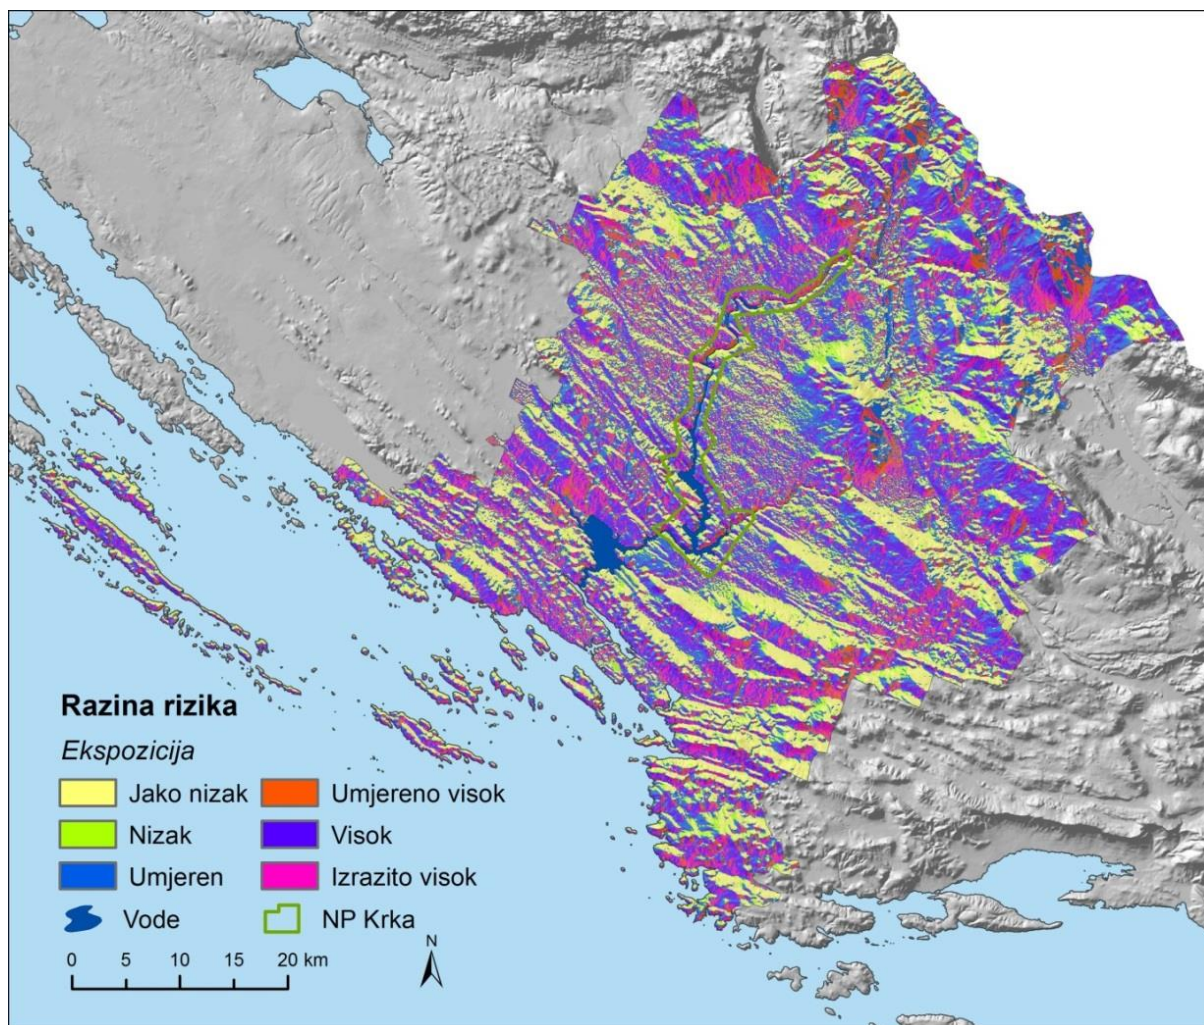 Razina rizika
Ekspozicija
Jako nizak
Umjereno visok
Nizak
Visok
Umjeren
Izrazito visok
Vode
NP Krka
0 5 10 15 20 km
N